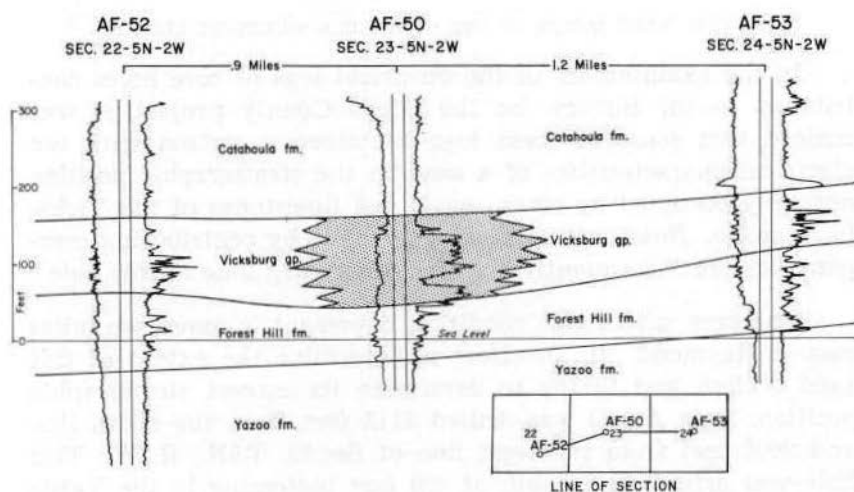 AF-52
SEC. 22-5N-2W
AF-50
SEC. 23-5N-2W
AF-53
SEC. 24-5N-2W
.9 Miles
1.2 Miles
300
200
100
0
Feet
Catahoula fm.
Catahoula fm.
Vicksburg gp.
Vicksburg gp.
Forest Hill fm.
Forest Hill fm.
Yazoo fm.
Yazoo fm.
22
AF-52
AF-50
23
AF-53
24
LINE OF SECTION